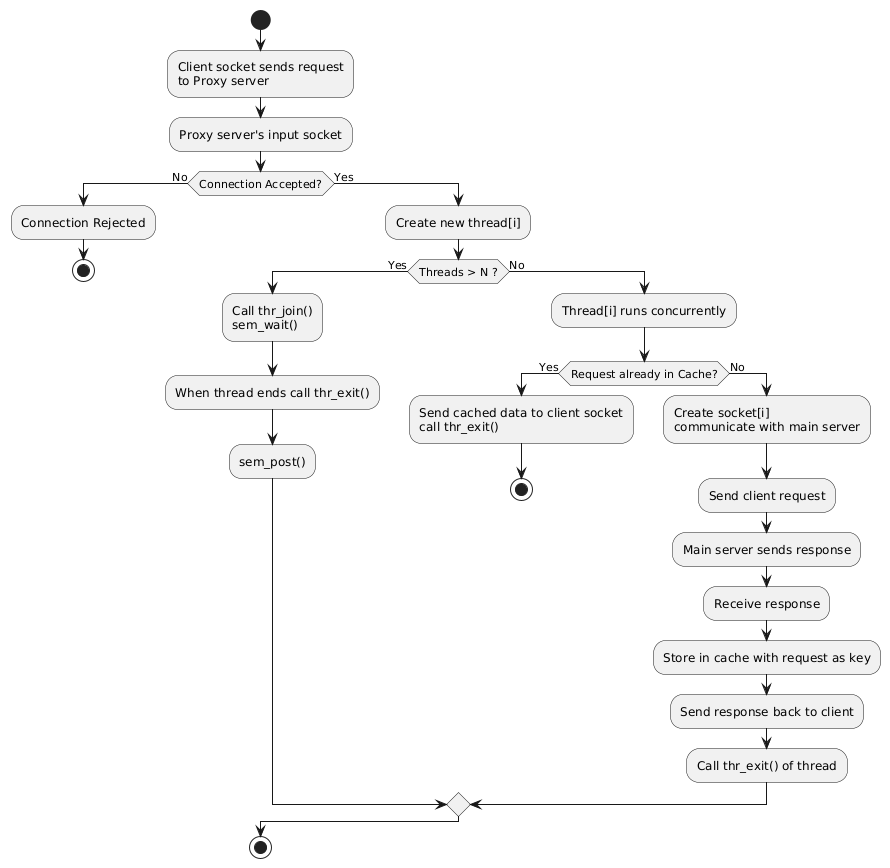 Client socket sends request
to Proxy server
Proxy server's input socket
No
Connection Accepted?
Yes
Connection Rejected
Create new thread[i]
Yes
Threads > N ?
No
Call thr_join()
sem_wait()
Thread[i] runs concurrently
When thread ends call thr_exit()
Yes
Request already in Cache?
No
Send cached data to client socket
call thr_exit()
Create socket[i]
communicate with main server
sem_post()
Send client request
Main server sends response
Receive response
Store in cache with request as key
Send response back to client
Call thr_exit() of thread